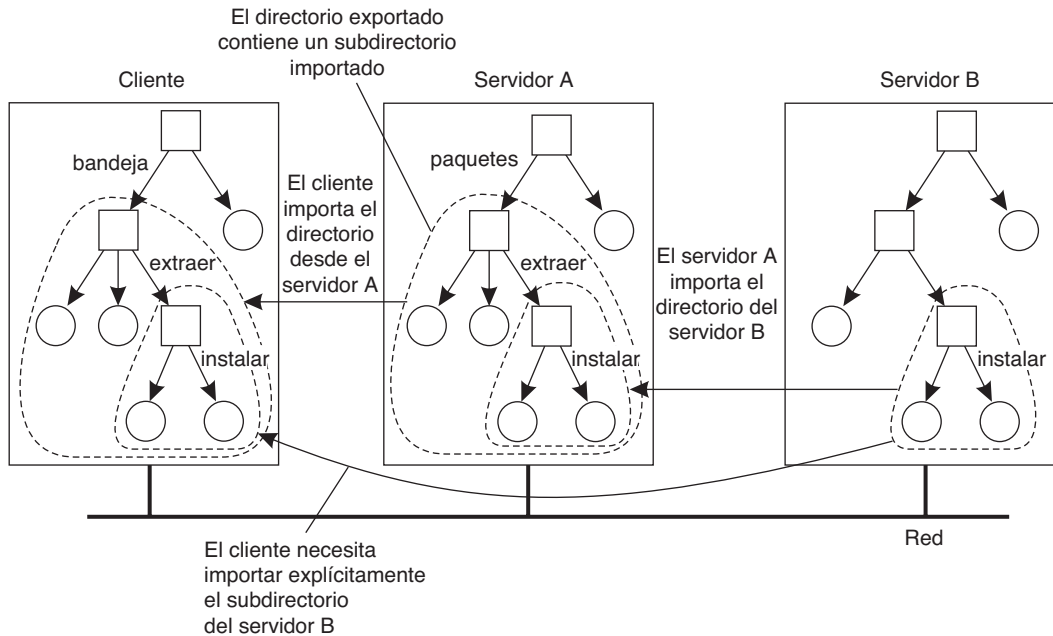 El directorio exportado
contiene un subdirectorio
importado
Cliente
Servidor A
Servidor B
bandeja
paquetes
El cliente
importa el
directorio
desde el
servidor A
extraer
extraer
El servidor A
importa el
directorio del
servidor B
instalar
instalar
instalar
Red
El cliente necesita
importar explícitamente
el subdirectorio
del servidor B